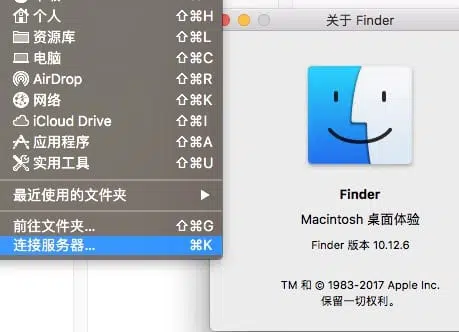 个人 ⇧⌘H
资源库 ⇧⌘L
电脑 ⇧⌘C
AirDrop ⇧⌘R
网络 ⇧⌘K
iCloud Drive ⇧⌘I
应用程序 ⇧⌘A
实用工具 ⇧⌘U
最近使用的文件夹 ▶
前往文件夹... ⇧⌘G
连接服务器... ⌘K
关于 Finder
Finder
Macintosh 桌面体验
Finder 版本 10.12.6
TM 和 © 1983-2017 Apple Inc.
保留一切权利。